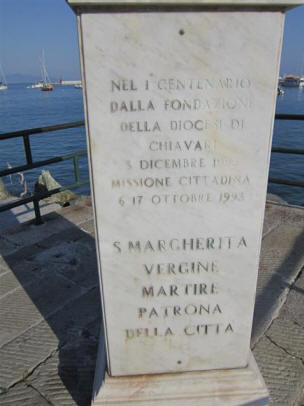 NEL I CENTENARIO
DALLA FONDAZIONE
DELLA DIOCESI DI
CHIAVARI
3 DICEMBRE
MISSIONE CITTADINA
6 17 OTTOBRE 1993
S MARGHERITA
VERGINE
MARTIRE
PATRONA
DELLA CITTA